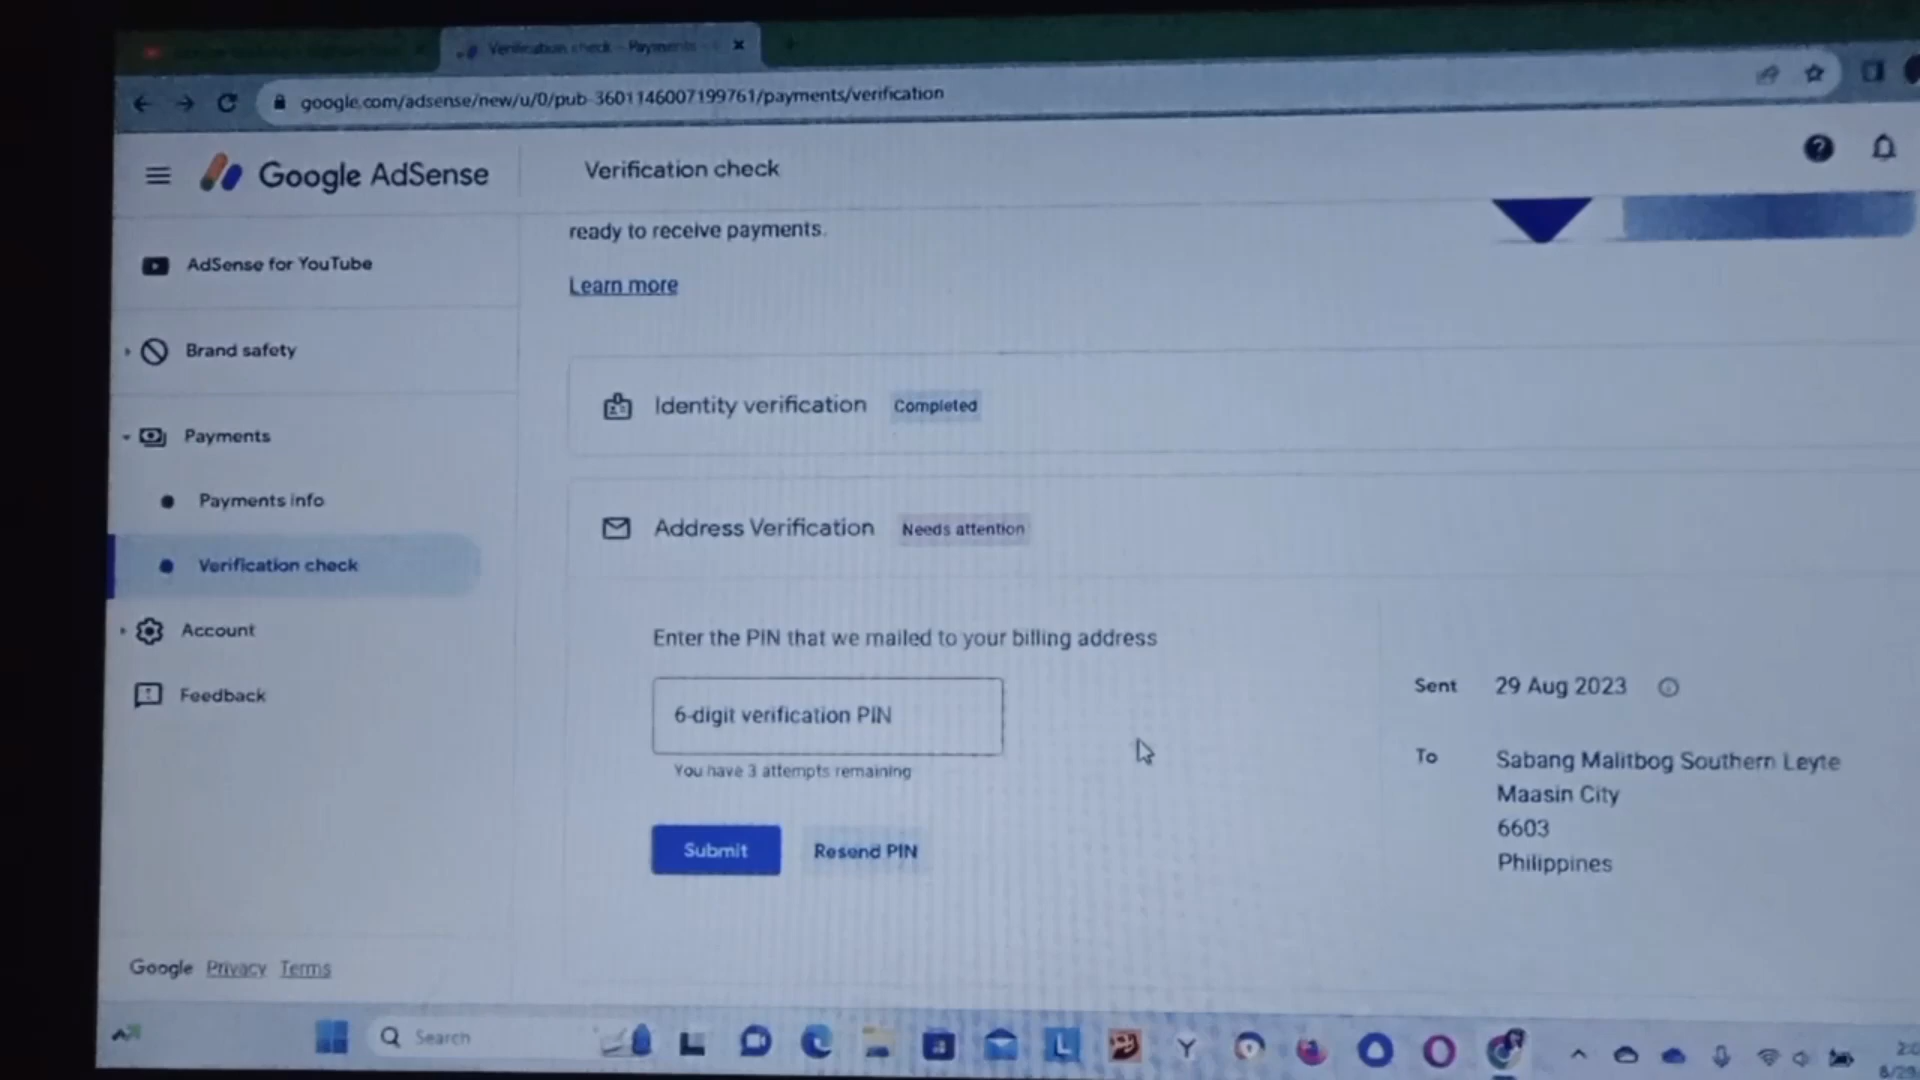 Verification check - Payments -
google.com/adsense/new/u/0/pub-3601146007199761/payments/verification
Google AdSense
Verification check
ready to receive payments.
Learn more
AdSense for YouTube
Brand safety
Payments
Payments info
Verification check
Account
Feedback
Identity verification Completed
Address Verification Needs attention
Enter the PIN that we mailed to your billing address
6-digit verification PIN
You have 3 attempts remaining
Submit Resend PIN
Sent 29 Aug 2023
To Sabang Malitbog Southern Leyte
Maasin City
6603
Philippines
Google Privacy Terms
Search